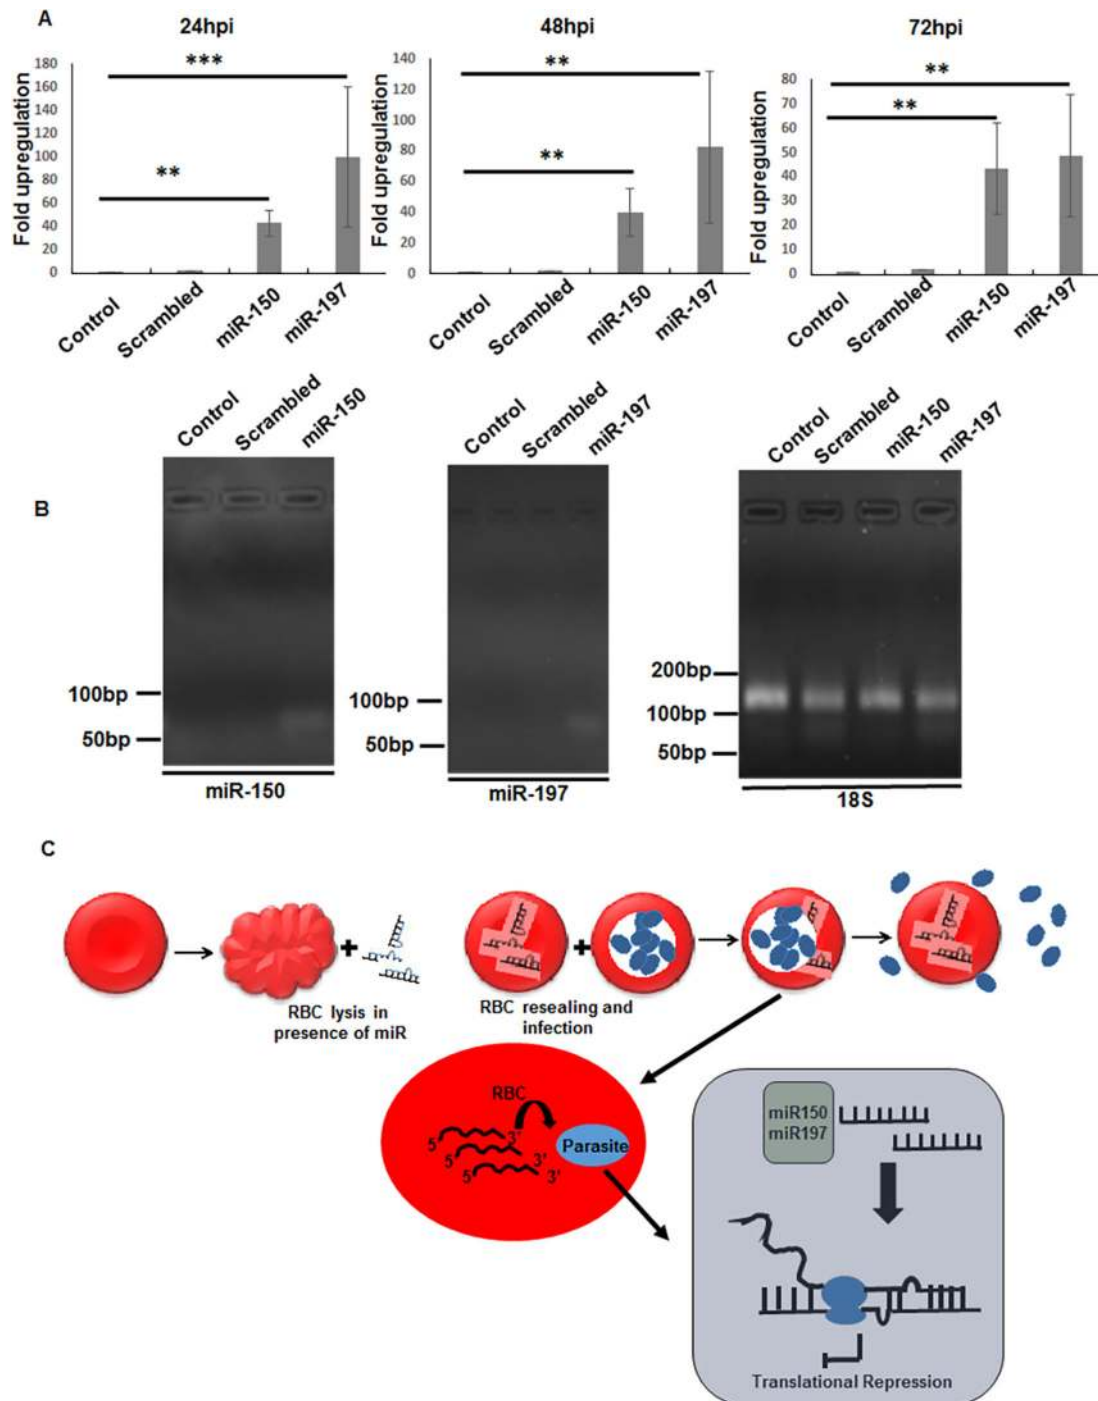 A
24hpi
48hpi
72hpi
***
**
Fold upregulation
180
160
140
120
100
80
60
40
20
0
Control
Scrambled
miR-150
miR-197
**
**
Fold upregulation
140
120
100
80
60
40
20
0
Control
Scrambled
miR-150
miR-197
**
**
Fold upregulation
80
70
60
50
40
30
20
10
0
Control
Scrambled
miR-150
miR-197
B
Control
Scrambled
miR-150
100bp
50bp
miR-150
Control
Scrambled
miR-197
100bp
50bp
miR-197
Control
Scrambled
miR-150
miR-197
200bp
100bp
50bp
18S
C
+
+
RBC lysis in
presence of miR
RBC resealing and
infection
RBC
5' 3'
5' 3'
5' 3'
Parasite
miR150
miR197
Translational Repression